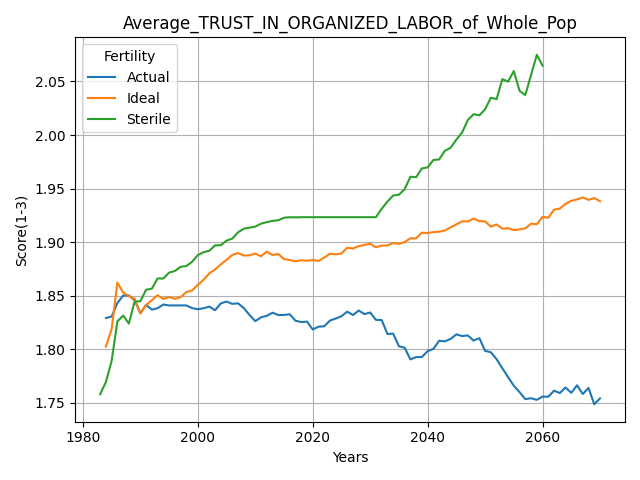 Average_TRUST_IN_ORGANIZED_LABOR_of_Whole_Pop
Fertility
Actual
Ideal
Sterile
Score(1-3)
2.05
2.00
1.95
1.90
1.85
1.80
1.75
1980
2000
2020
2040
2060
Years